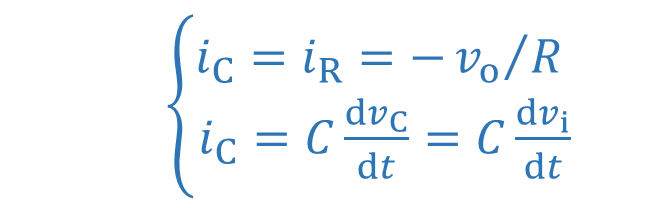 i_C = i_R = − v_o/R
i_C = C dv_C/dt = C dv_i/dt